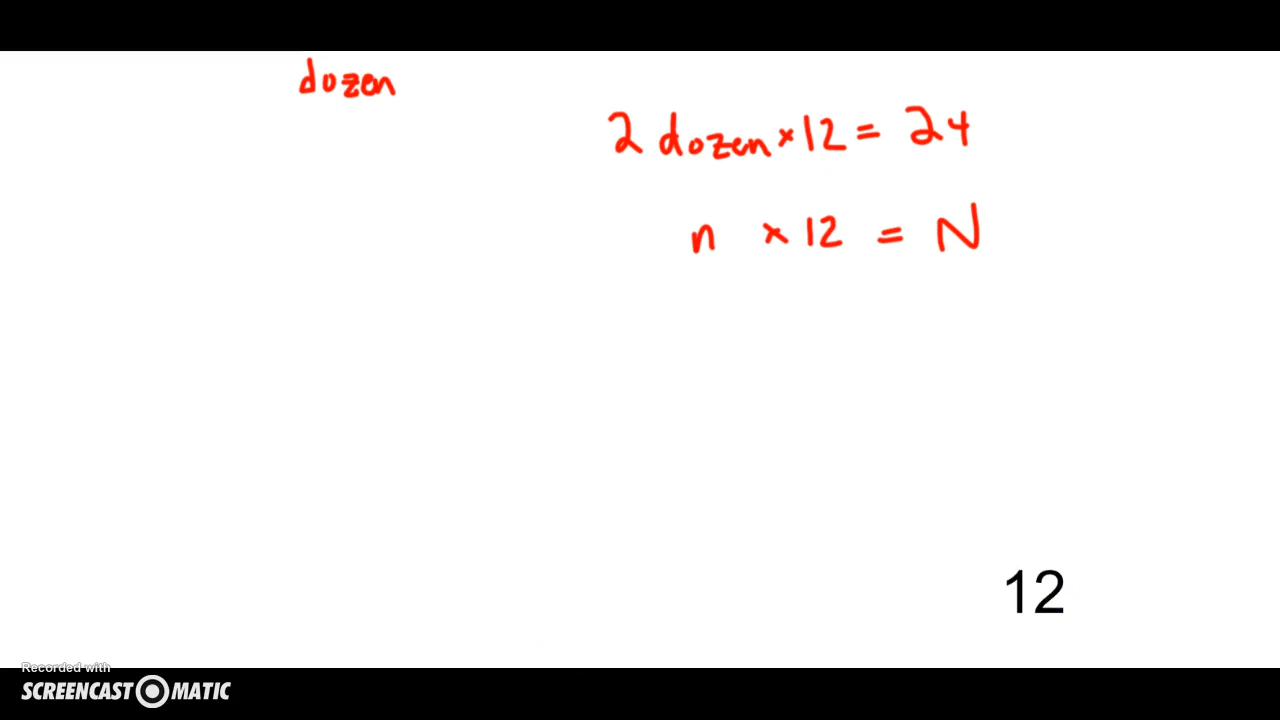 dozen
2 dozen × 12 = 24
n × 12 = N
12
Recorded with
SCREENCAST MATIC